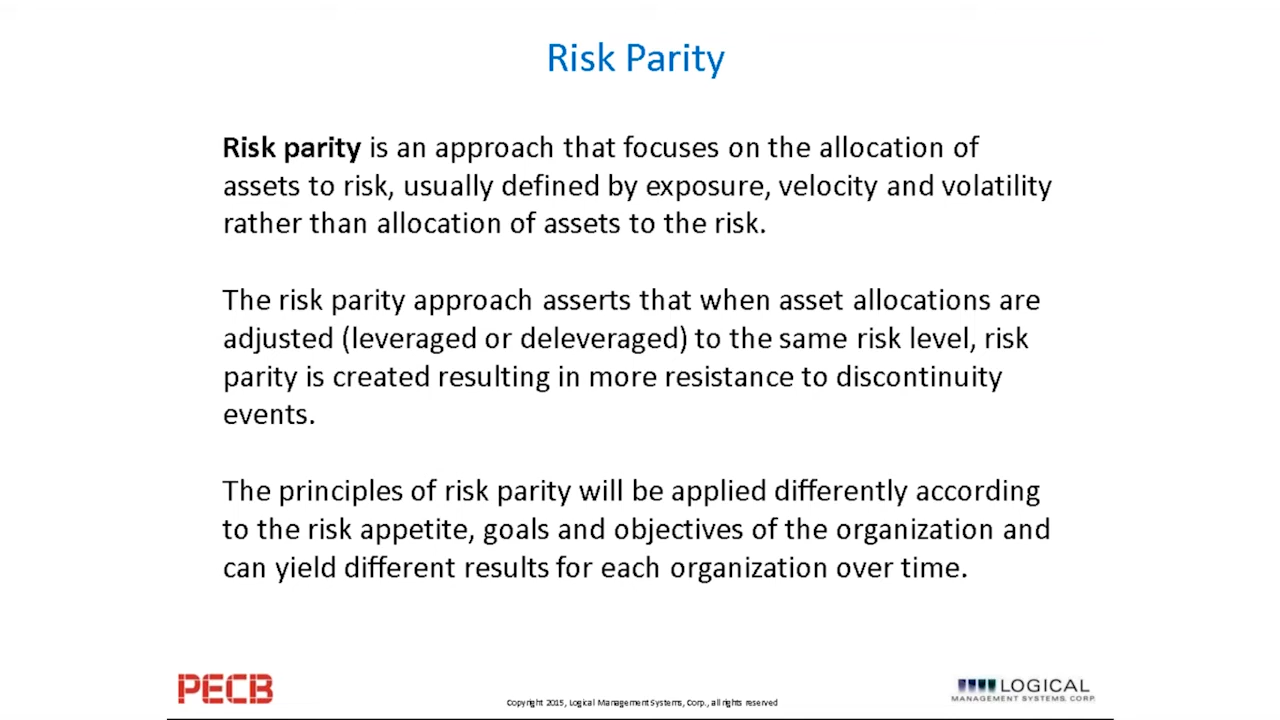 Risk Parity
Risk parity is an approach that focuses on the allocation of
assets to risk, usually defined by exposure, velocity and volatility
rather than allocation of assets to the risk.
The risk parity approach asserts that when asset allocations are
adjusted (leveraged or deleveraged) to the same risk level, risk
parity is created resulting in more resistance to discontinuity
events.
The principles of risk parity will be applied differently according
to the risk appetite, goals and objectives of the organization and
can yield different results for each organization over time.
PECB
Copyright 2015, Logical Management Systems, Corp., all rights reserved
LOGICAL
MANAGEMENT SYSTEMS, CORP.